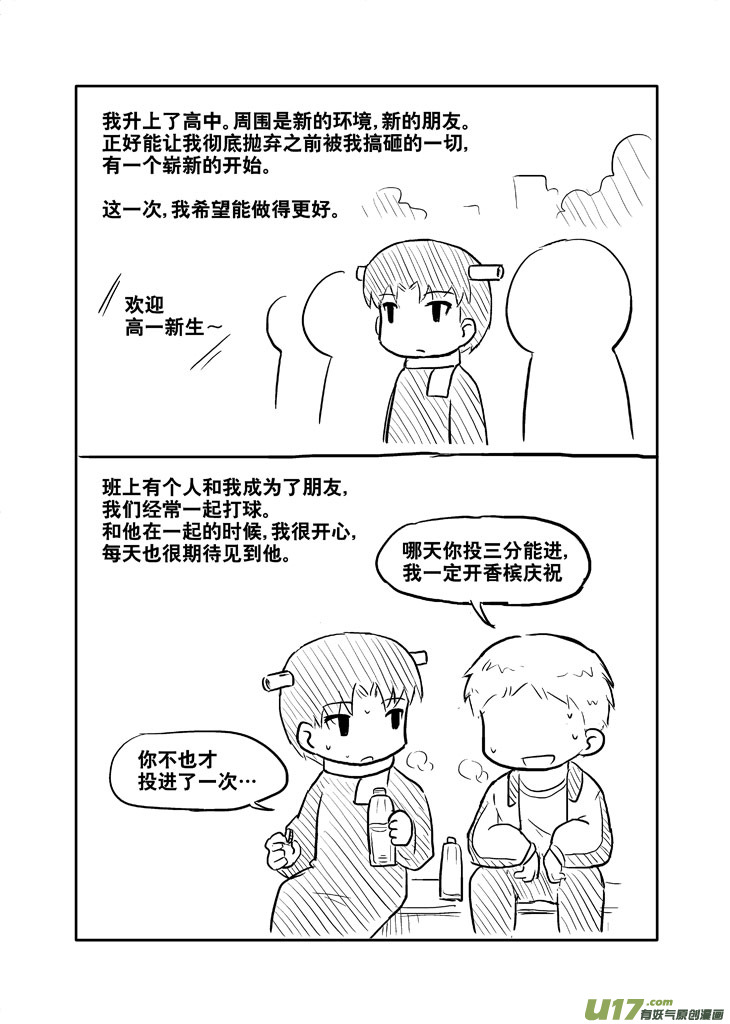 我升上了高中。周围是新的环境,新的朋友。
正好能让我彻底抛弃之前被我搞砸的一切,
有一个崭新的开始。
这一次,我希望能做得更好。
欢迎
高一新生～
班上有个人和我成为了朋友,
我们经常一起打球。
和他在一起的时候,我很开心,
每天也很期待见到他。
哪天你投三分能进,
我一定开香槟庆祝
你不也才
投进了一次…
U17.com
有妖气原创漫画